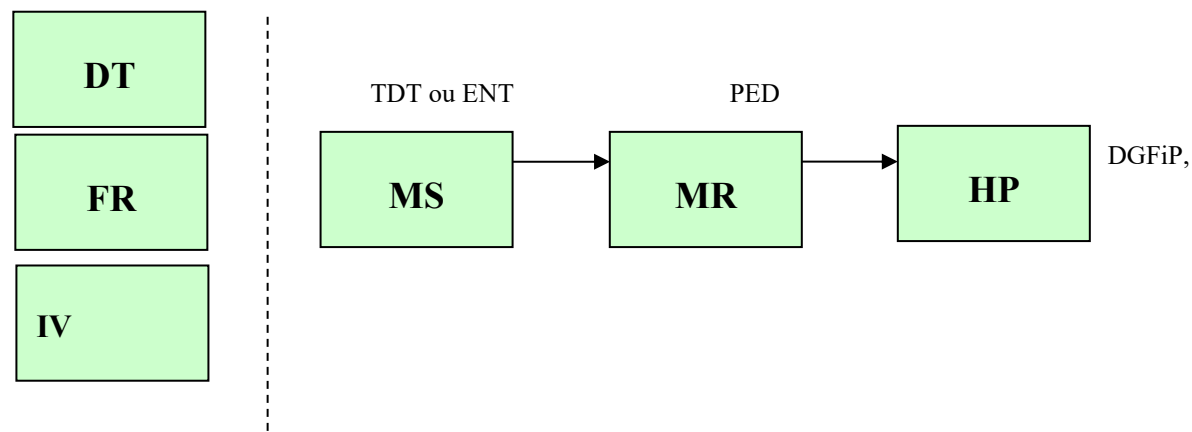 DT
FR
IV
TDT ou ENT
PED
MS
MR
HP
DGFiP,